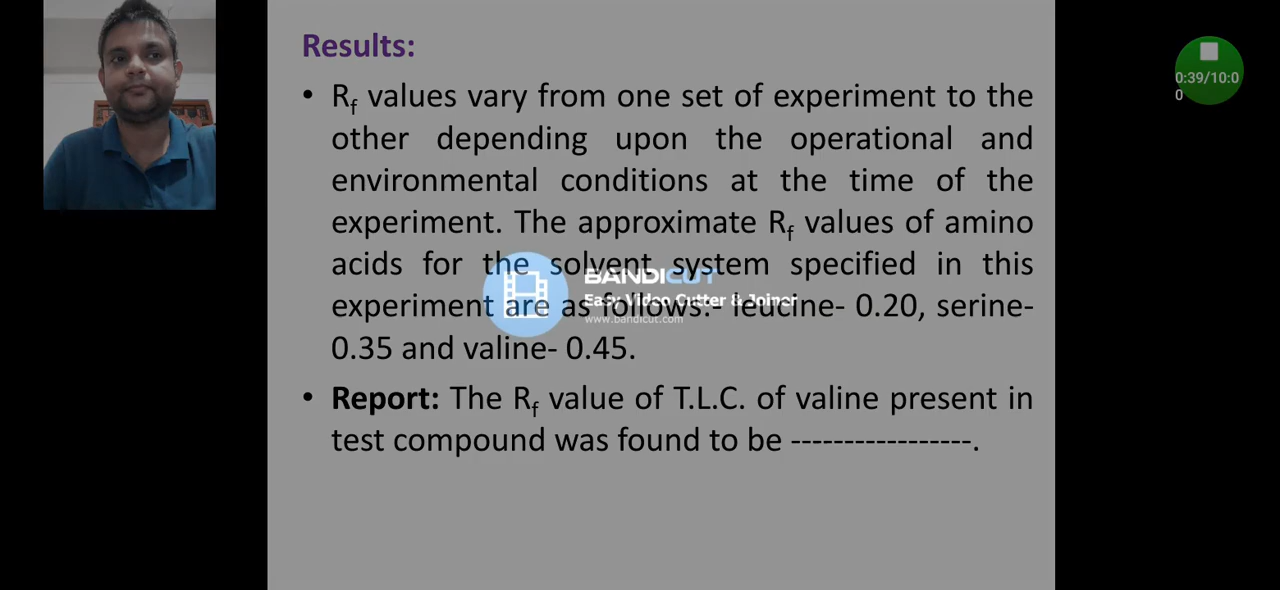 Results:
• Rf values vary from one set of experiment to the
other depending upon the operational and
environmental conditions at the time of the
experiment. The approximate Rf values of amino
acids for the solvent system specified in this
experiment are as follows:- leucine- 0.20, serine-
0.35 and valine- 0.45.
• Report: The Rf value of T.L.C. of valine present in
test compound was found to be -----------------.
BANDICUT
Easy Video Cutter & Joiner
www.bandicut.com
0:39/10:0
0